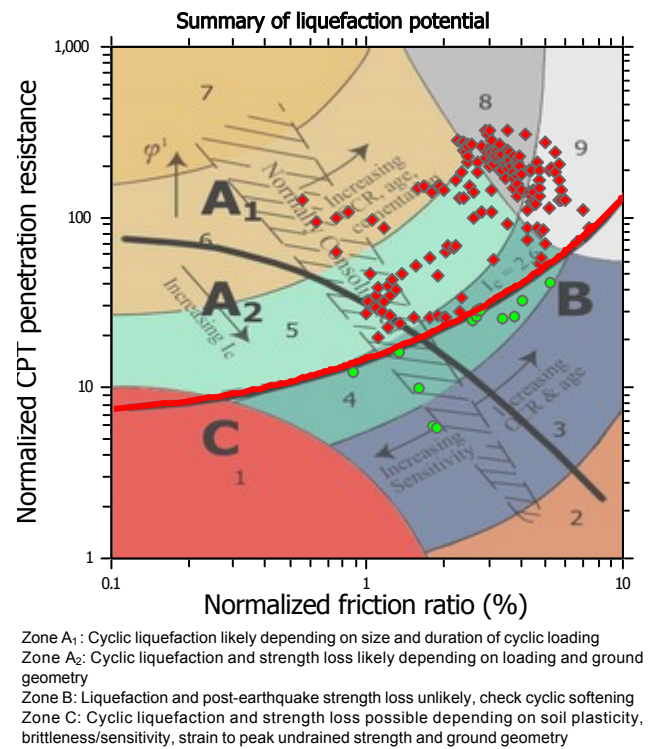 Summary of liquefaction potential
Normalized CPT penetration resistance
1,000
100
10
1
7
8
9
φ'
A1
Increasing
OCR, age,
cementation
Normally Consolidated
6
A2
Increasing Ic
5
Ic = 2.6
B
4
C
1
Increasing
OCR & age
Increasing
Sensitivity
3
2
0.1
1
10
Normalized friction ratio (%)
Zone A1: Cyclic liquefaction likely depending on size and duration of cyclic loading
Zone A2: Cyclic liquefaction and strength loss likely depending on loading and ground
geometry
Zone B: Liquefaction and post-earthquake strength loss unlikely, check cyclic softening
Zone C: Cyclic liquefaction and strength loss possible depending on soil plasticity,
brittleness/sensitivity, strain to peak undrained strength and ground geometry